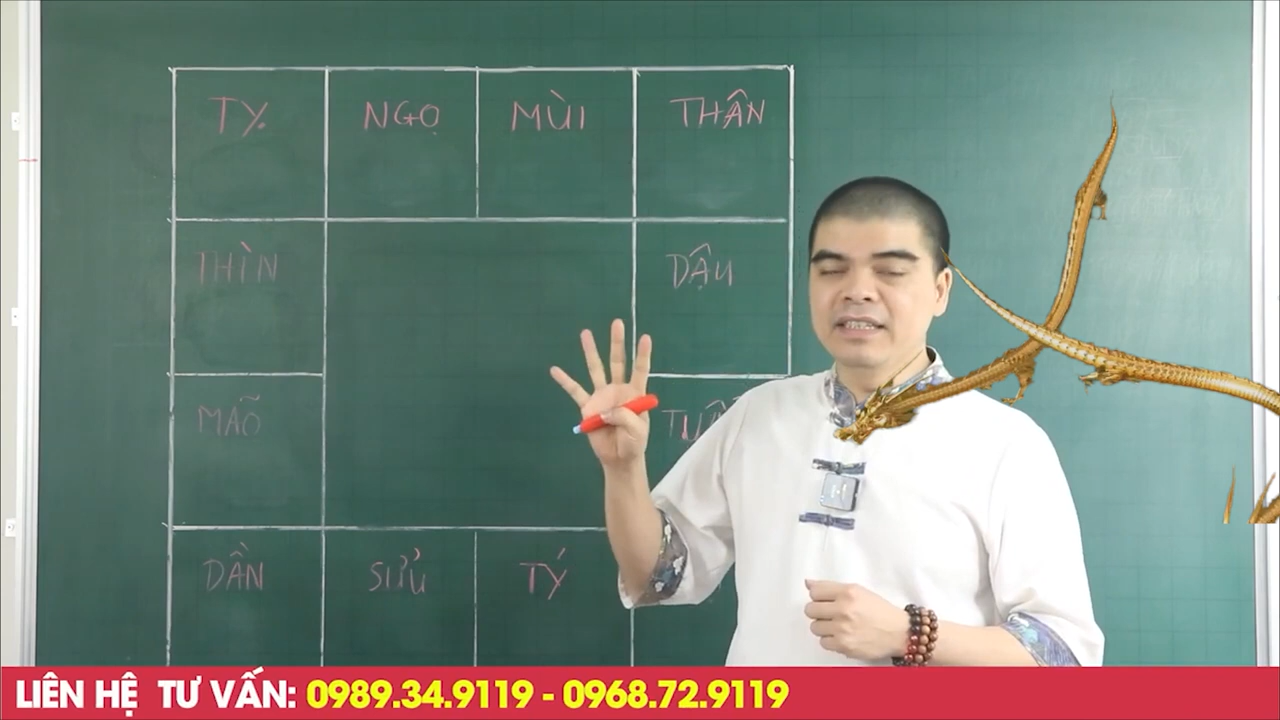 TỴ NGỌ MÙI THÂN
THÌN DẬU
MAÕ
DẦN SỬU TÝ
LIÊN HỆ TƯ VẤN: 0989.34.9119 - 0968.72.9119